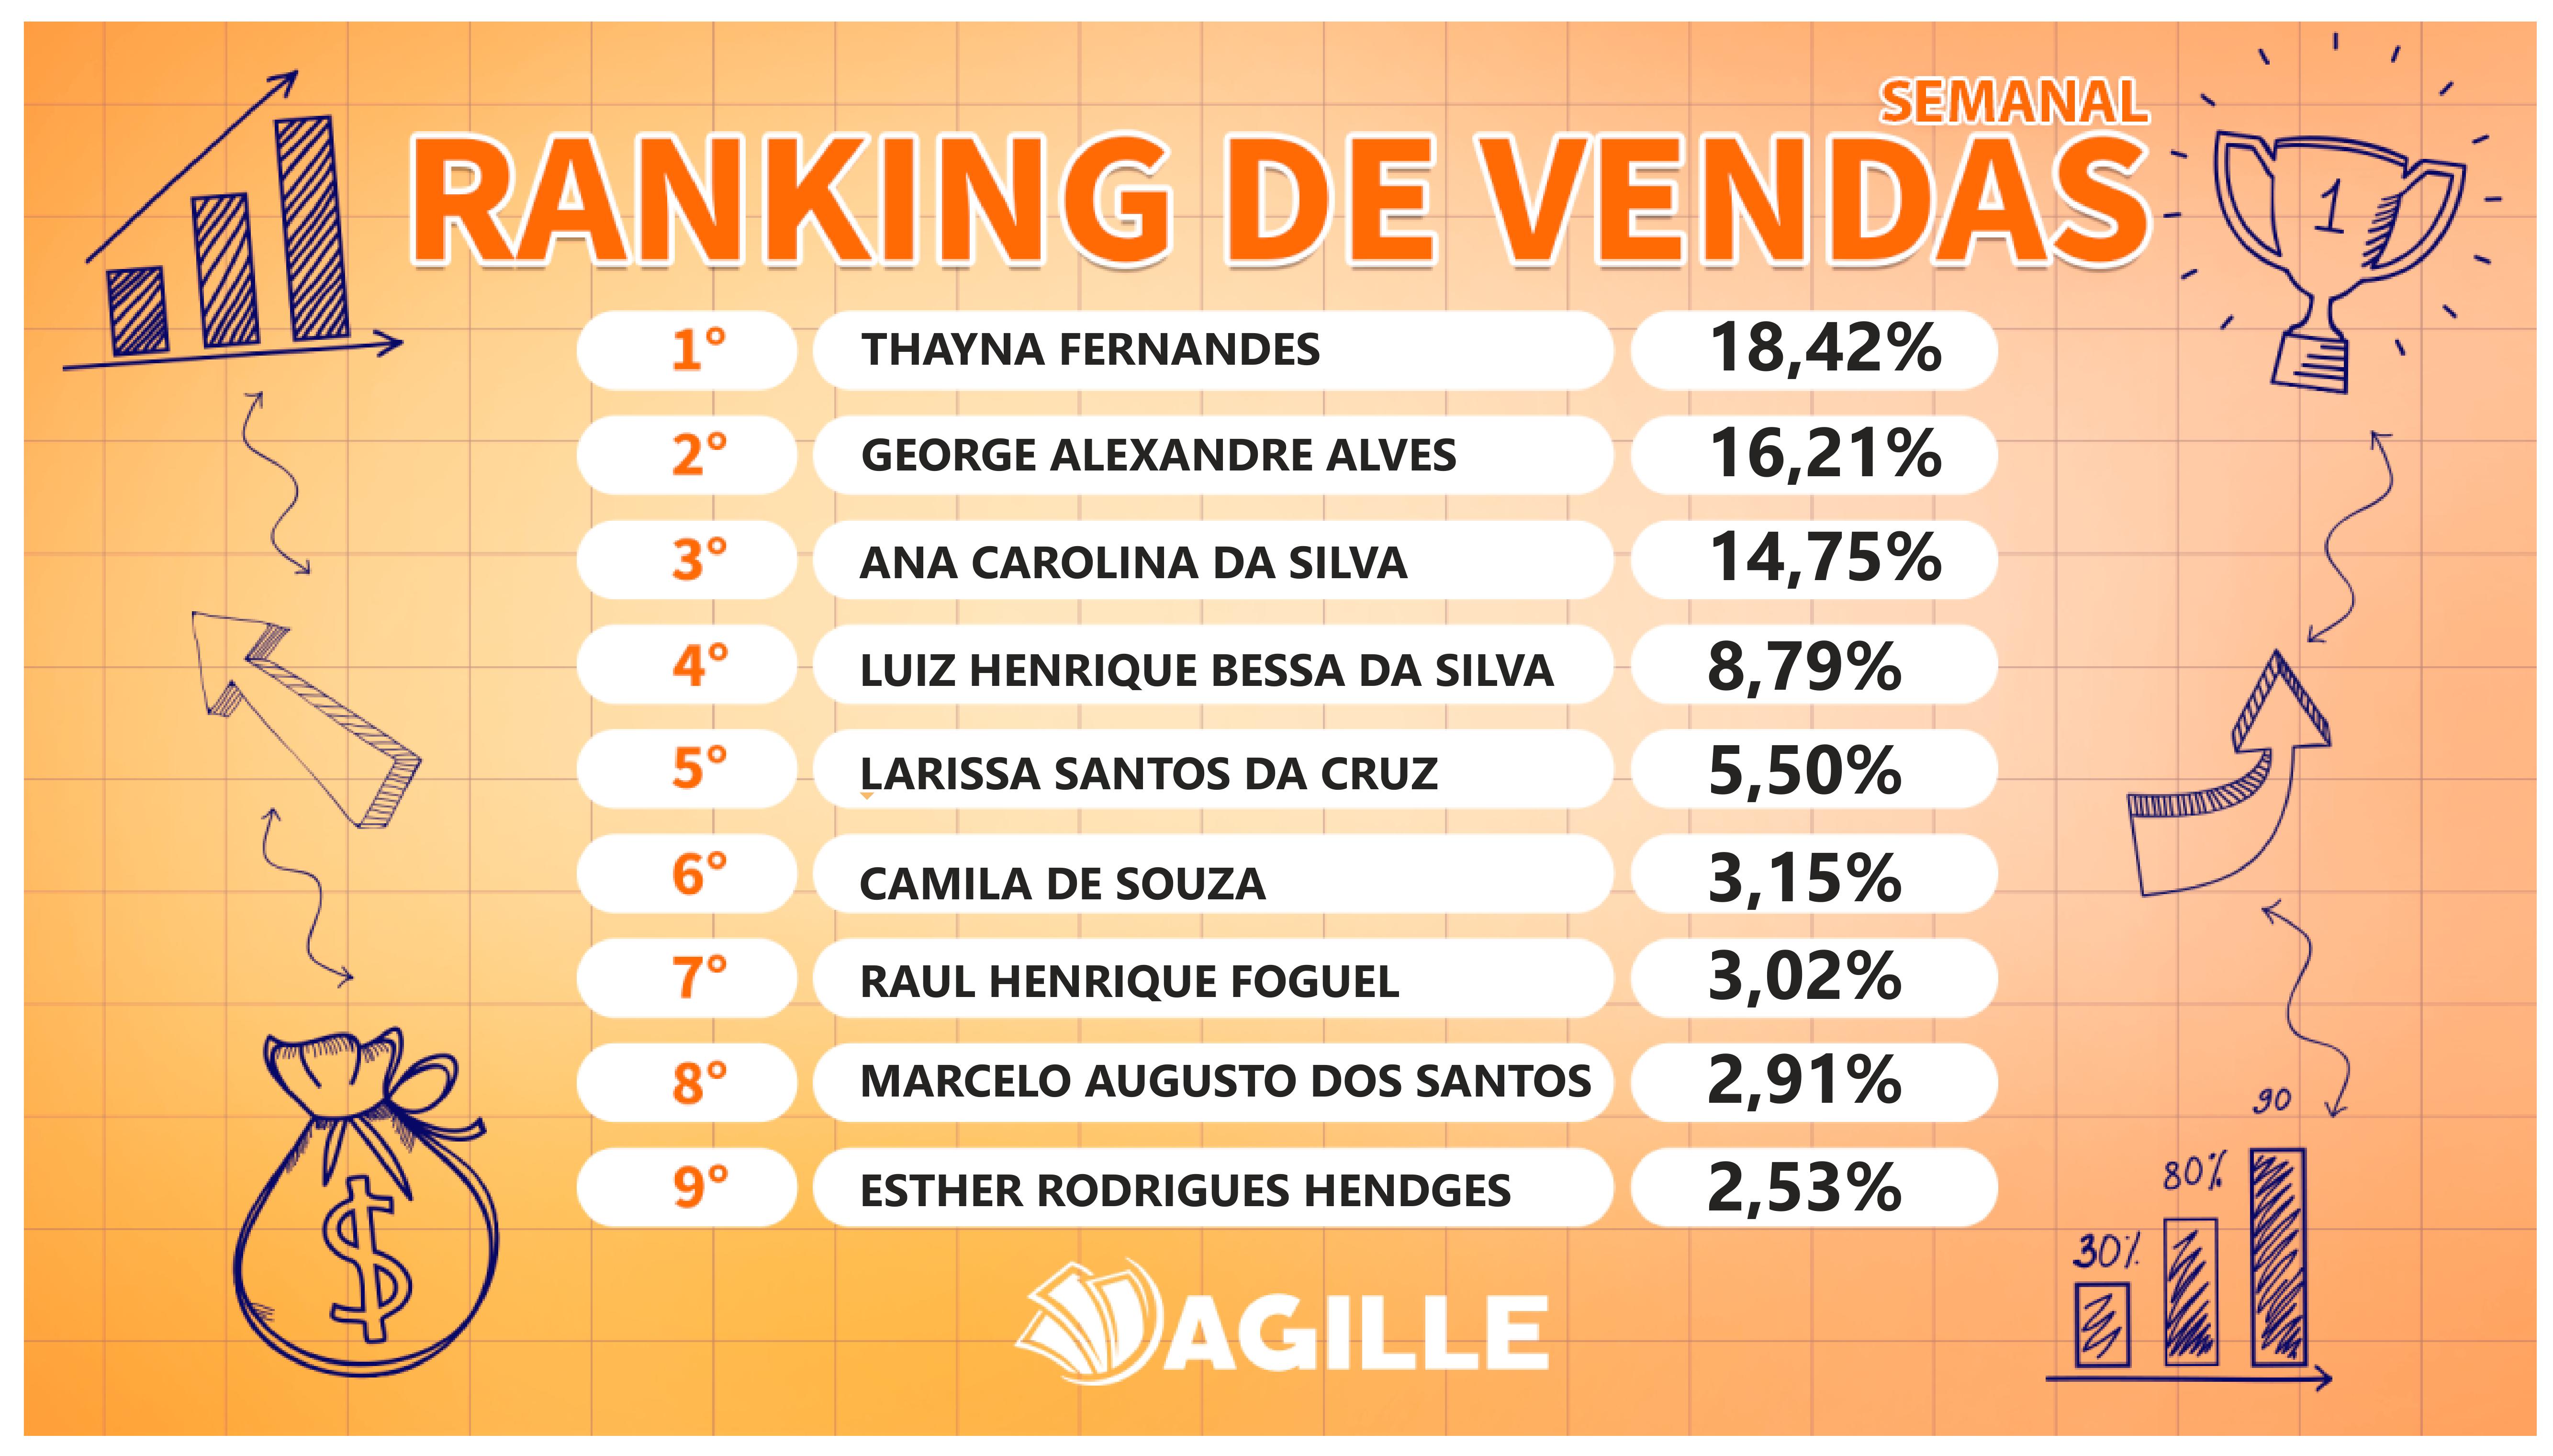 SEMANAL
RANKING DE VENDAS
1
1° THAYNA FERNANDES 18,42%
2° GEORGE ALEXANDRE ALVES 16,21%
3° ANA CAROLINA DA SILVA 14,75%
4° LUIZ HENRIQUE BESSA DA SILVA 8,79%
5° LARISSA SANTOS DA CRUZ 5,50%
6° CAMILA DE SOUZA 3,15%
7° RAUL HENRIQUE FOGUEL 3,02%
8° MARCELO AUGUSTO DOS SANTOS 2,91%
9° ESTHER RODRIGUES HENDGES 2,53%
$
AGILLE
30%
80%
90